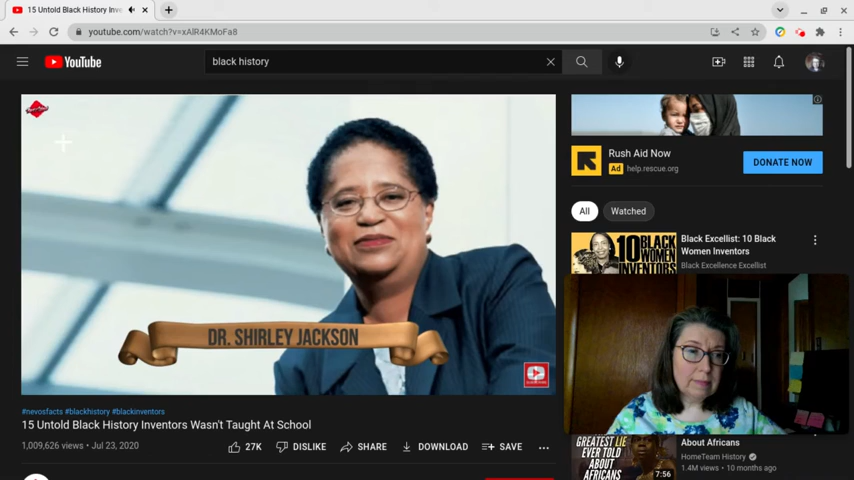 15 Untold Black History Inve
youtube.com/watch?v=xAlR4KMoFa8
YouTube
black history
DR. SHIRLEY JACKSON
#nevosfacts #blackhistory #blackinventors
15 Untold Black History Inventors Wasn't Taught At School
1,009,626 views • Jul 23, 2020
27K
DISLIKE
SHARE
DOWNLOAD
SAVE
Rush Aid Now
Ad help.rescue.org
DONATE NOW
All
Watched
10 BLACK
WOMEN
INVENTORS
Black Excellist: 10 Black
Women Inventors
Black Excellence Excellist
GREATEST LIE
EVER TOLD
ABOUT
AFRICANS
7:56
About Africans
HomeTeam History
1.4M views • 10 months ago